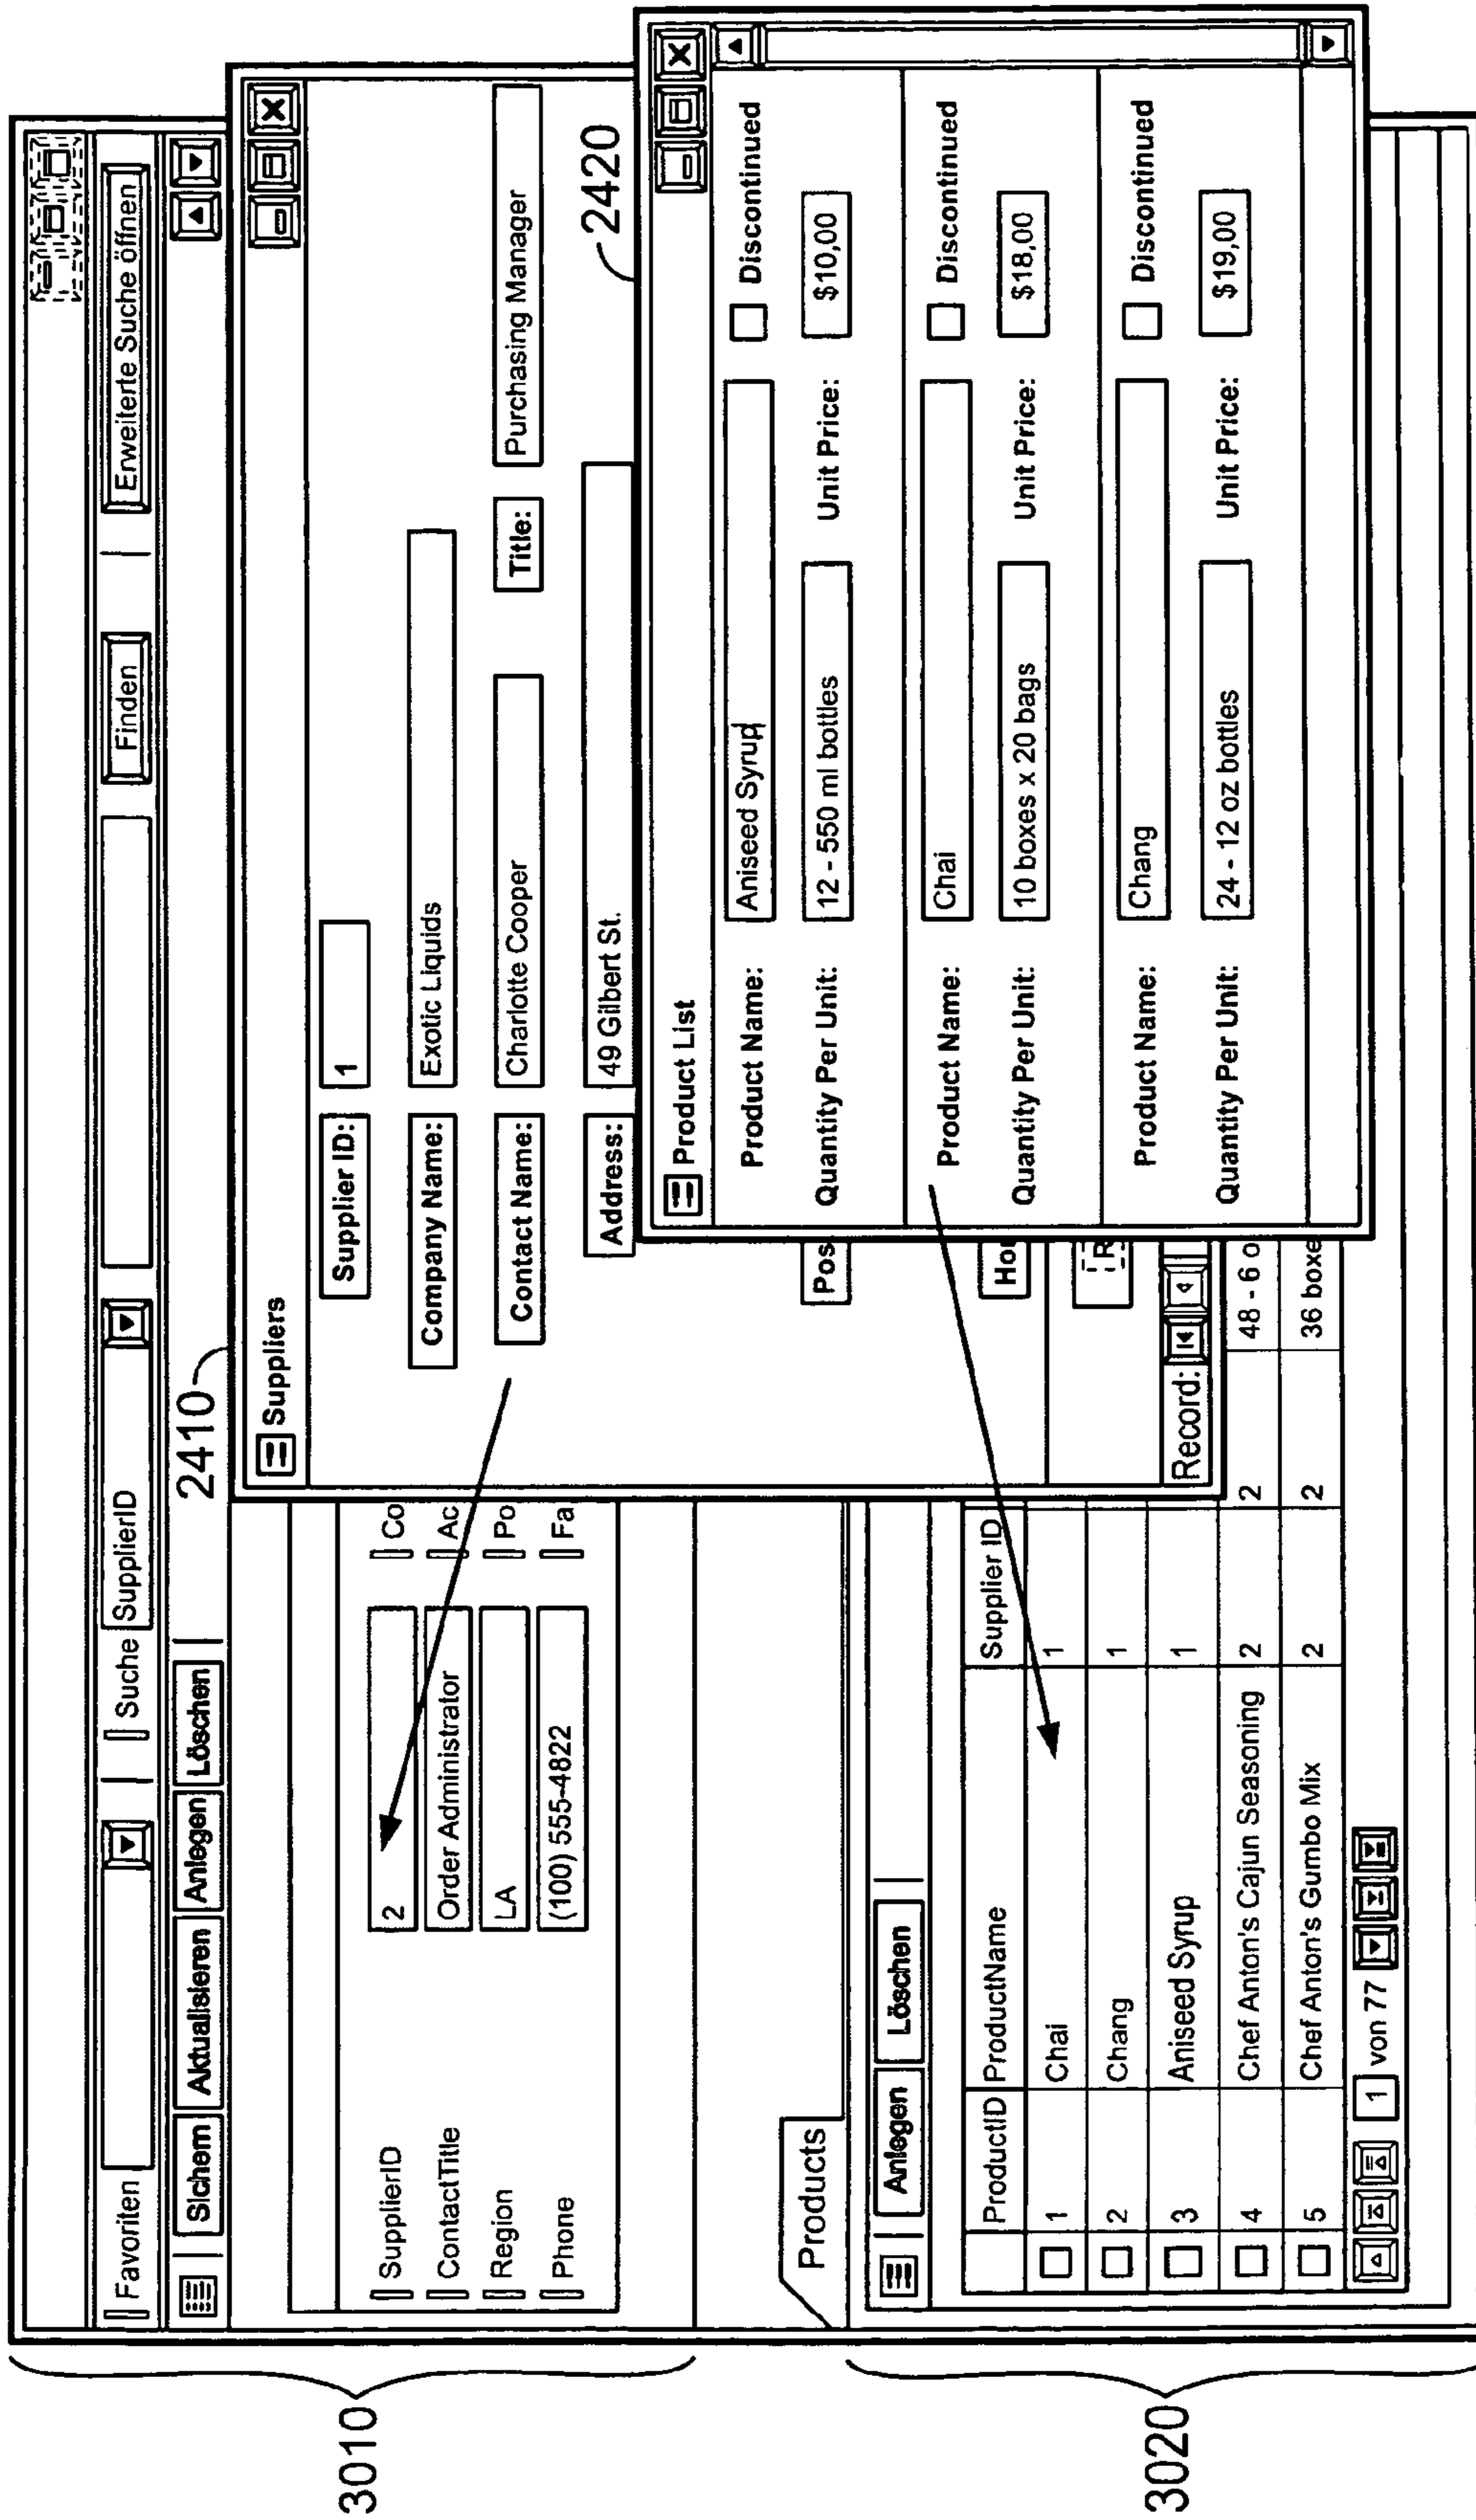 Favoriten Suche SupplierID Finden Erweiterte Suche öffnen
Sichern Aktualisieren Anlegen Löschen
2410
SupplierID 2 Co
ContactTitle Order Administrator Ac
Region LA Po
Phone (100) 555-4822 Fa
3010
Suppliers
Supplier ID: 1
Company Name: Exotic Liquids
Contact Name: Charlotte Cooper Title: Purchasing Manager
Address: 49 Gilbert St.
Pos
Ho
R
Record:
2420
Product List
Product Name: Aniseed Syrup Discontinued
Quantity Per Unit: 12 - 550 ml bottles Unit Price: $10,00
Product Name: Chai Discontinued
Quantity Per Unit: 10 boxes x 20 bags Unit Price: $18,00
Product Name: Chang Discontinued
Quantity Per Unit: 24 - 12 oz bottles Unit Price: $19,00
Products
Anlegen Löschen
ProductID ProductName Supplier ID
1 Chai 1
2 Chang 1
3 Aniseed Syrup 1
4 Chef Anton's Cajun Seasoning 2 2 48 - 6 o
5 Chef Anton's Gumbo Mix 2 2 36 boxe
1 von 77
3020